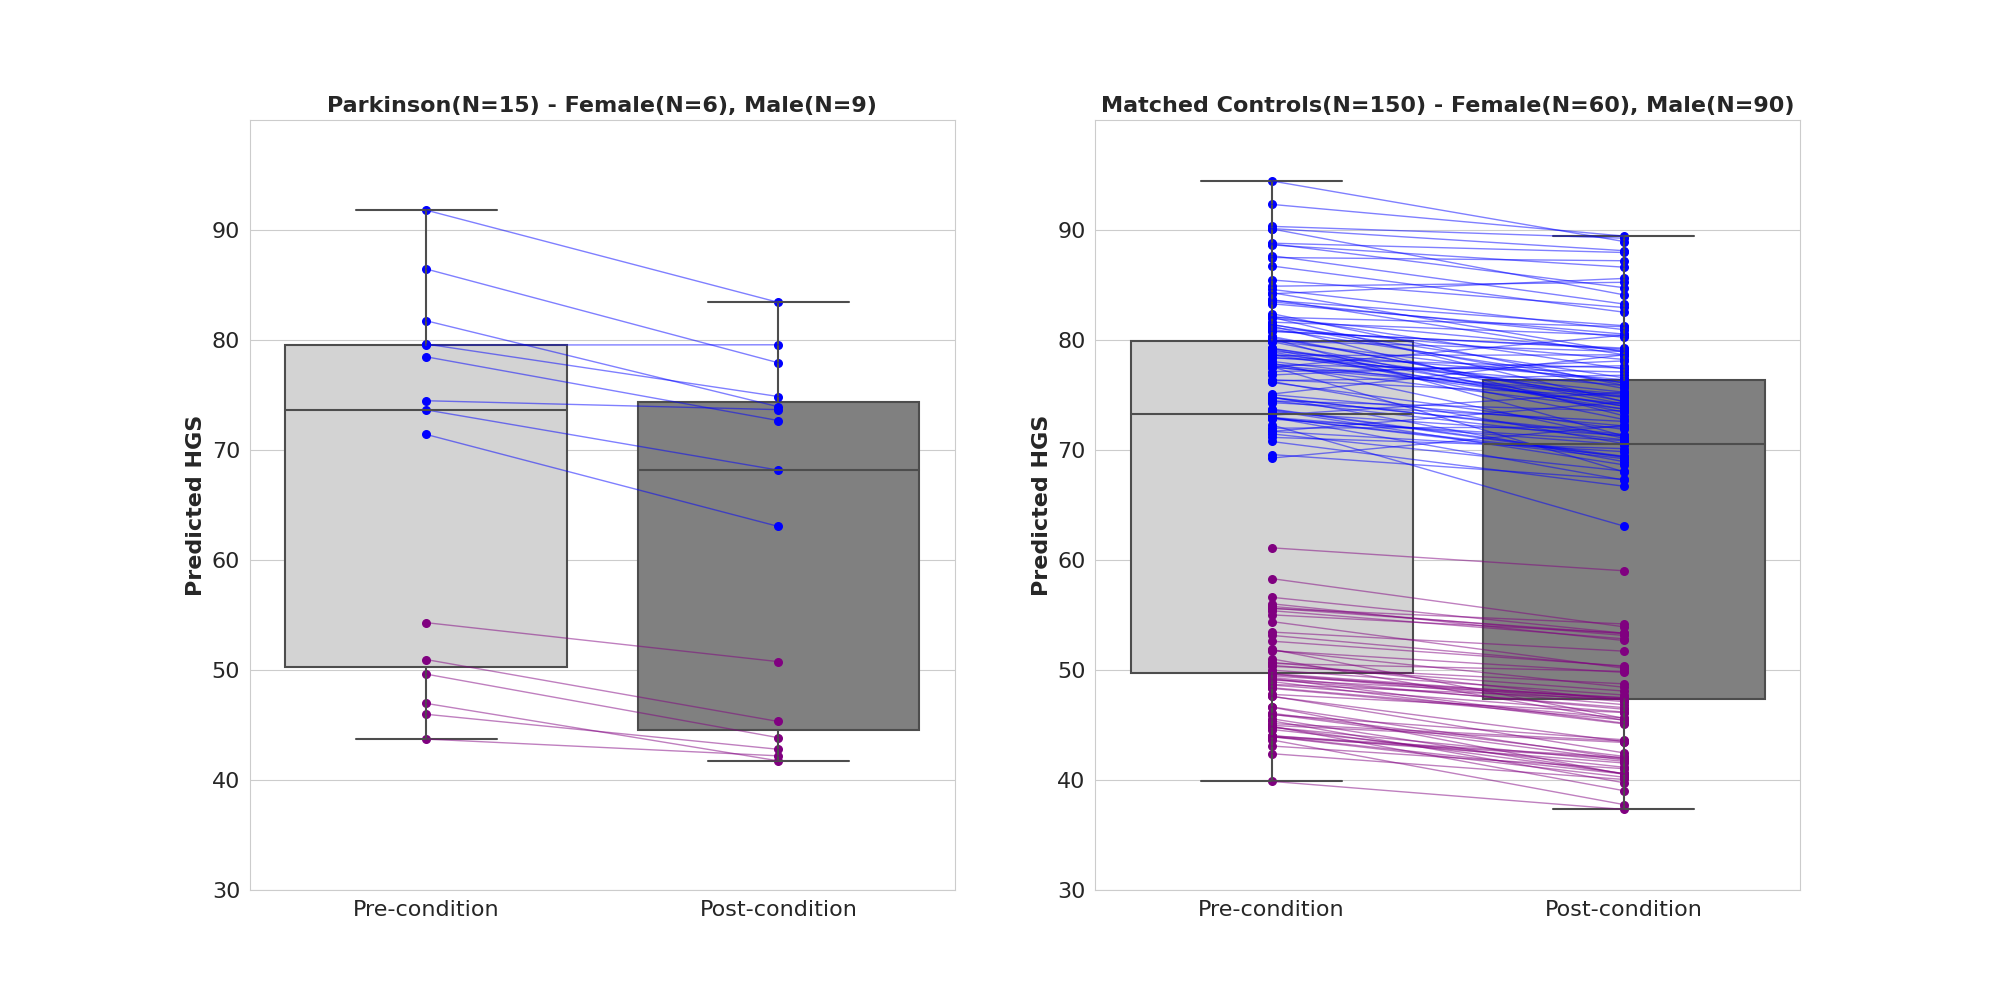 Parkinson(N=15) - Female(N=6), Male(N=9)
Predicted HGS
90
80
70
60
50
40
30
Pre-condition
Post-condition
Matched Controls(N=150) - Female(N=60), Male(N=90)
Predicted HGS
90
80
70
60
50
40
30
Pre-condition
Post-condition